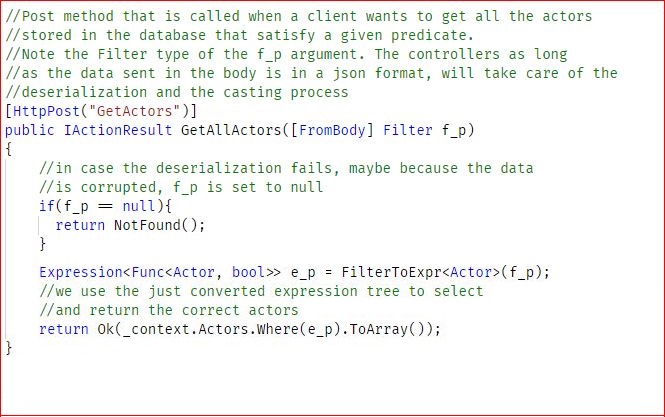 //Post method that is called when a client wants to get all the actors
//stored in the database that satisfy a given predicate.
//Note the Filter type of the f_p argument. The controllers as long
//as the data sent in the body is in a json format, will take care of the
//deserialization and the casting process
[HttpPost("GetActors")]
public IActionResult GetAllActors([FromBody] Filter f_p)
{
//in case the deserialization fails, maybe because the data
//is corrupted, f_p is set to null
if(f_p == null){
return NotFound();
}
Expression<Func<Actor, bool>> e_p = FilterToExpr<Actor>(f_p);
//we use the just converted expression tree to select
//and return the correct actors
return Ok(_context.Actors.Where(e_p).ToArray());
}